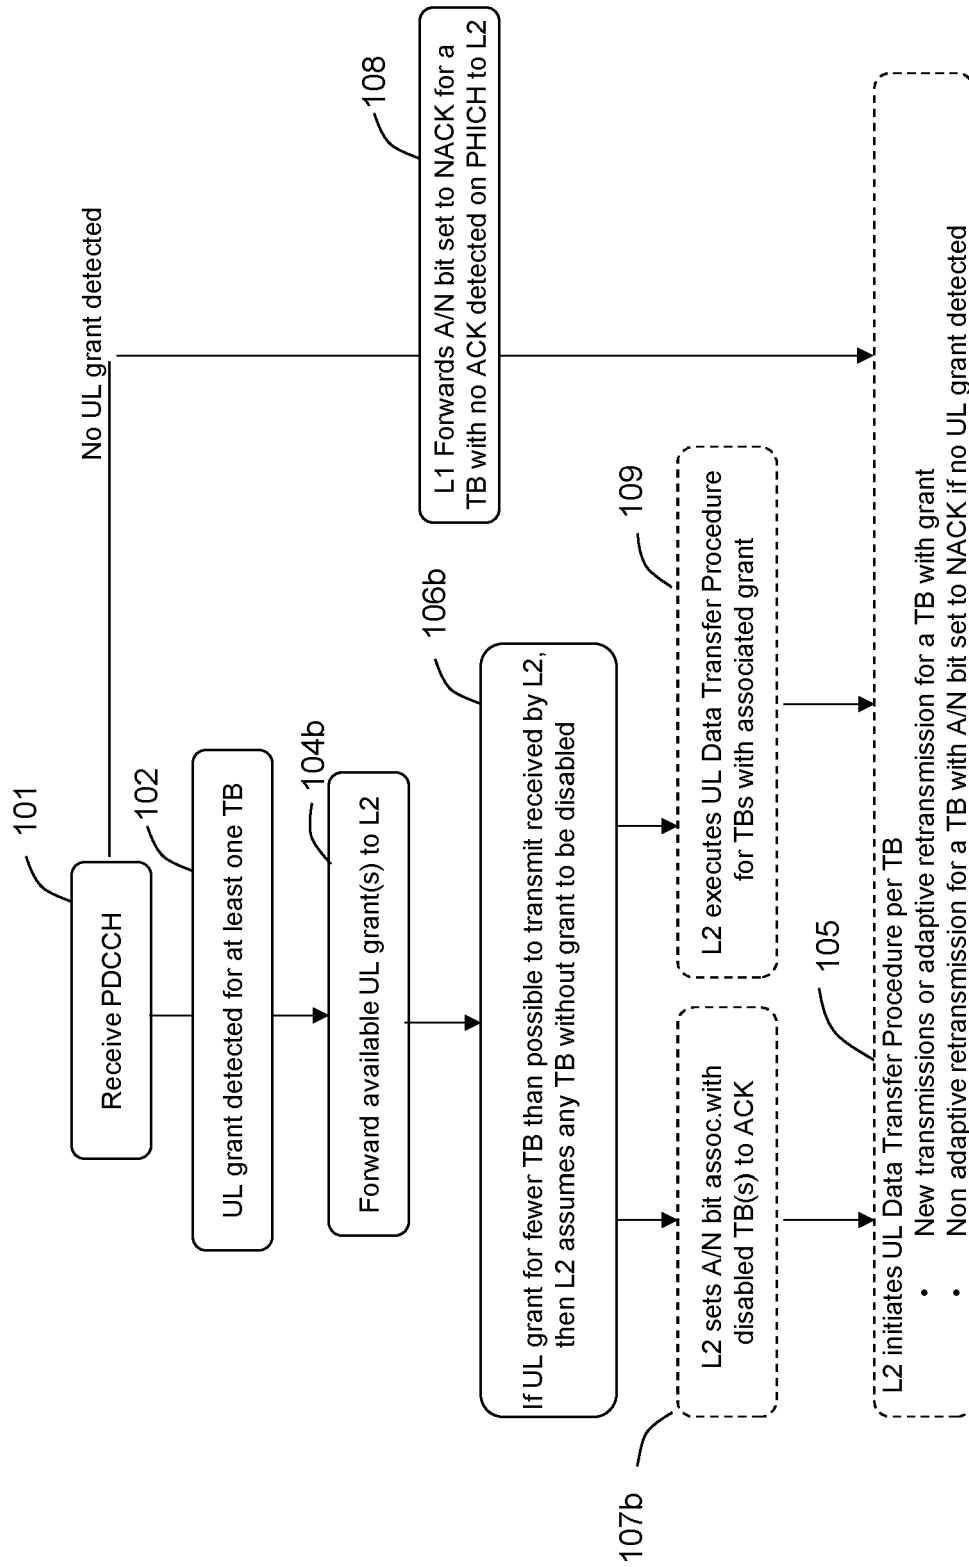 101
Receive PDCCH
No UL grant detected
102
UL grant detected for at least one TB
104b
Forward available UL grant(s) to L2
108
L1 Forwards A/N bit set to NACK for a
TB with no ACK detected on PHICH to L2
106b
If UL grant for fewer TB than possible to transmit received by L2,
then L2 assumes any TB without grant to be disabled
107b
L2 sets A/N bit assoc.with
disabled TB(s) to ACK
109
L2 executes UL Data Transfer Procedure
for TBs with associated grant
105
L2 initiates UL Data Transfer Procedure per TB
• New transmissions or adaptive retransmission for a TB with grant
• Non adaptive retransmission for a TB with A/N bit set to NACK if no UL grant detected